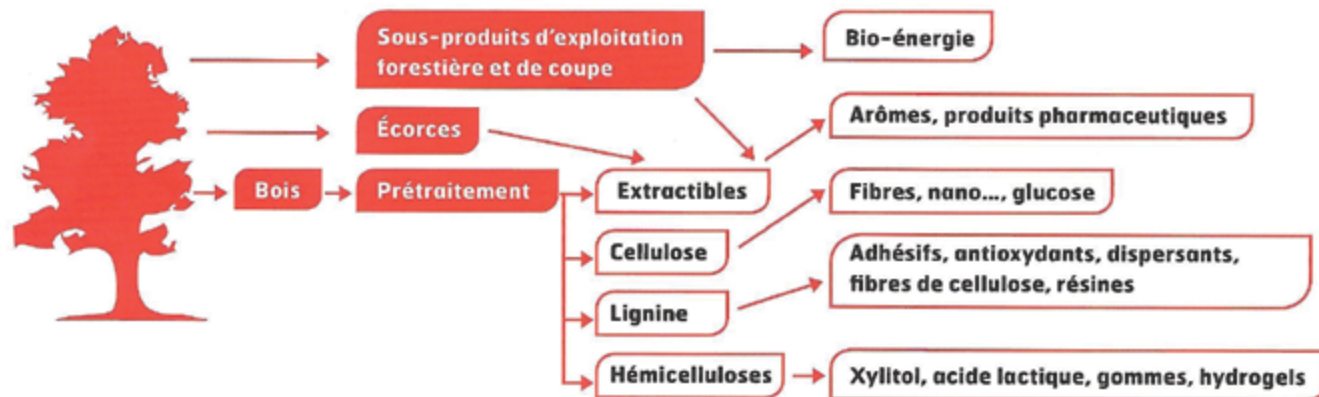 Sous-produits d'exploitation
forestière et de coupe
Bio-énergie
Écorces
Arômes, produits pharmaceutiques
Bois
Prétraitement
Extractibles
Fibres, nano..., glucose
Cellulose
Adhésifs, antioxydants, dispersants,
fibres de cellulose, résines
Lignine
Hémicelluloses
Xylitol, acide lactique, gommes, hydrogels